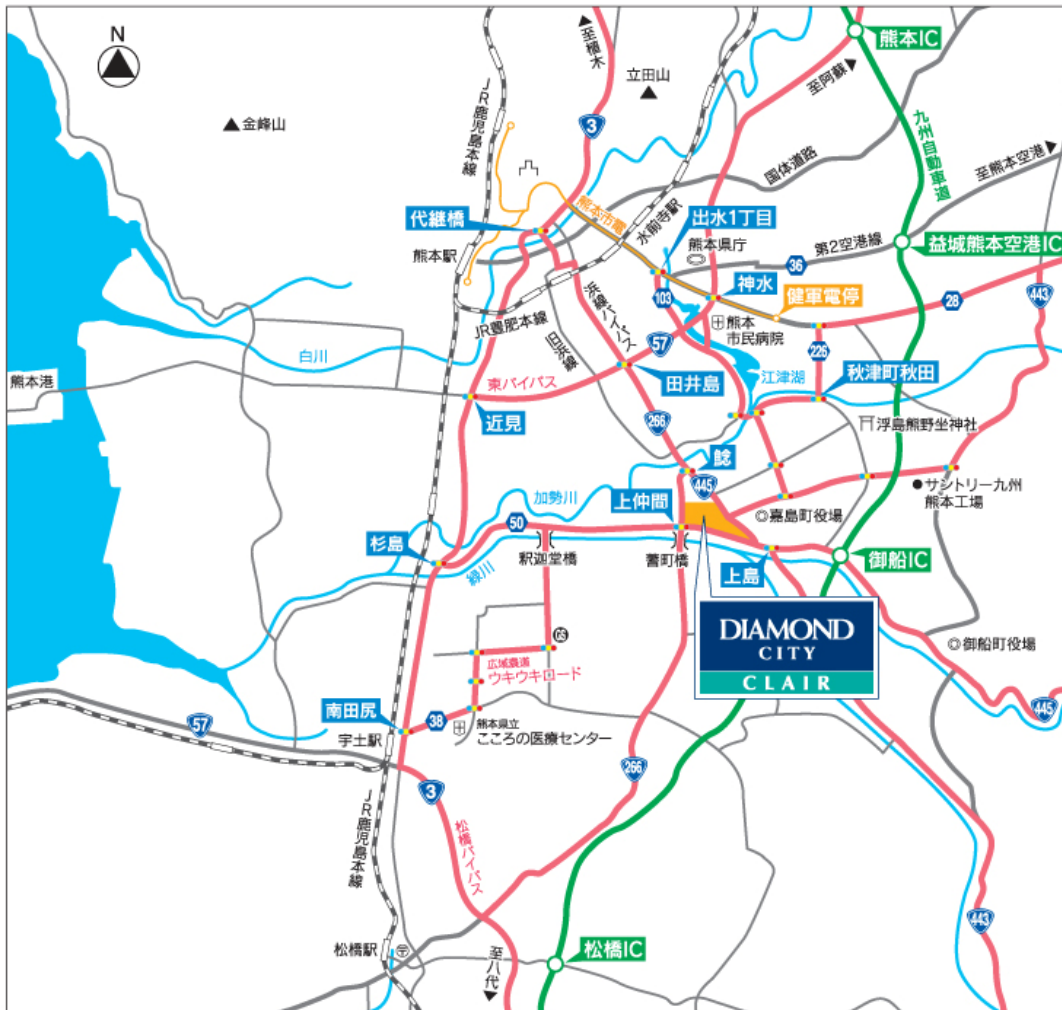 N
金峰山
JR鹿児島本線
至植木
立田山
3
熊本IC
至阿蘇
九州自動車道
至熊本空港
国体道路
代継橋
熊本市電
水前寺駅
出水1丁目
熊本県庁
第2空港線
36
益城熊本空港IC
熊本駅
103
神水
健軍電停
28
443
JR豊肥本線
浜線バイパス
旧浜線
57
熊本
市民病院
226
白川
熊本港
東バイパス
近見
田井島
江津湖
秋津町秋田
266
浮島熊野坐神社
鯰
445
サントリー九州
熊本工場
加勢川
上仲間
嘉島町役場
50
杉島
緑川
釈迦堂橋
蓍町橋
上島
御船IC
DIAMOND
CITY
CLAIR
御船町役場
GS
広域農道
ウキウキロード
445
南田尻
57
38
宇土駅
熊本県立
こころの医療センター
266
3
JR鹿児島本線
松橋バイパス
443
松橋駅
至八代
松橋IC